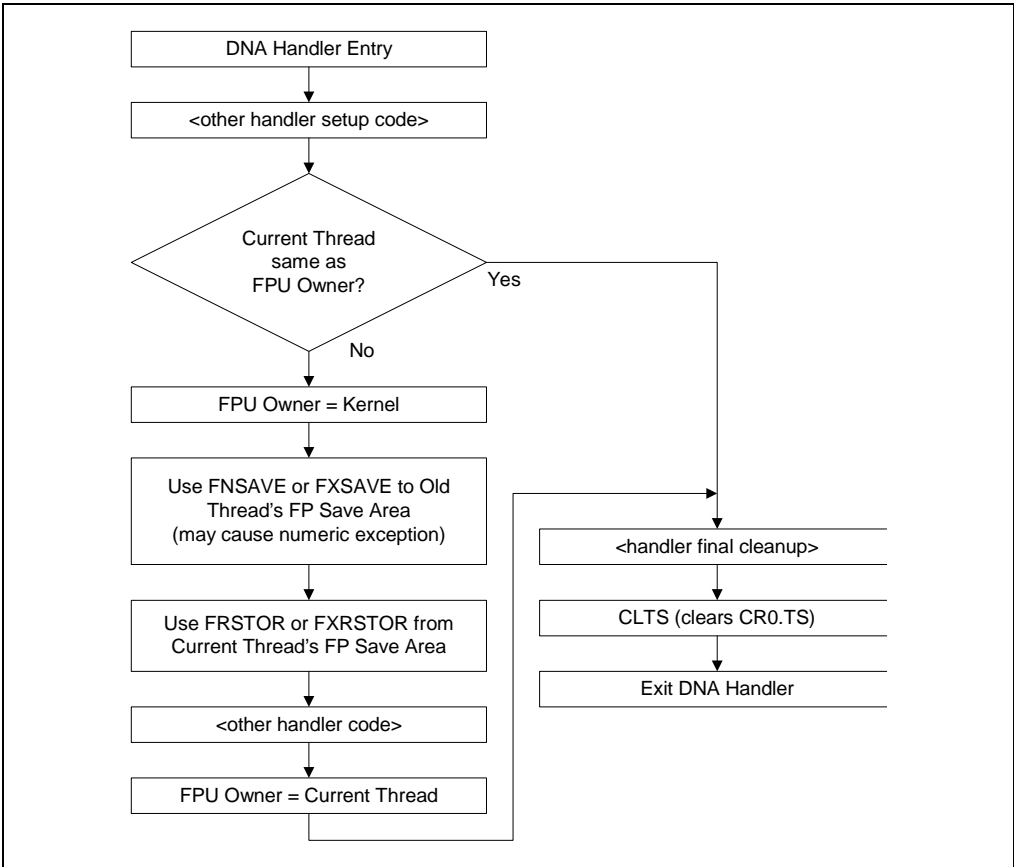 DNA Handler Entry
<other handler setup code>
Current Thread
same as
FPU Owner?
Yes
No
FPU Owner = Kernel
Use FNSAVE or FXSAVE to Old
Thread's FP Save Area
(may cause numeric exception)
Use FRSTOR or FXRSTOR from
Current Thread's FP Save Area
<other handler code>
FPU Owner = Current Thread
<handler final cleanup>
CLTS (clears CR0.TS)
Exit DNA Handler